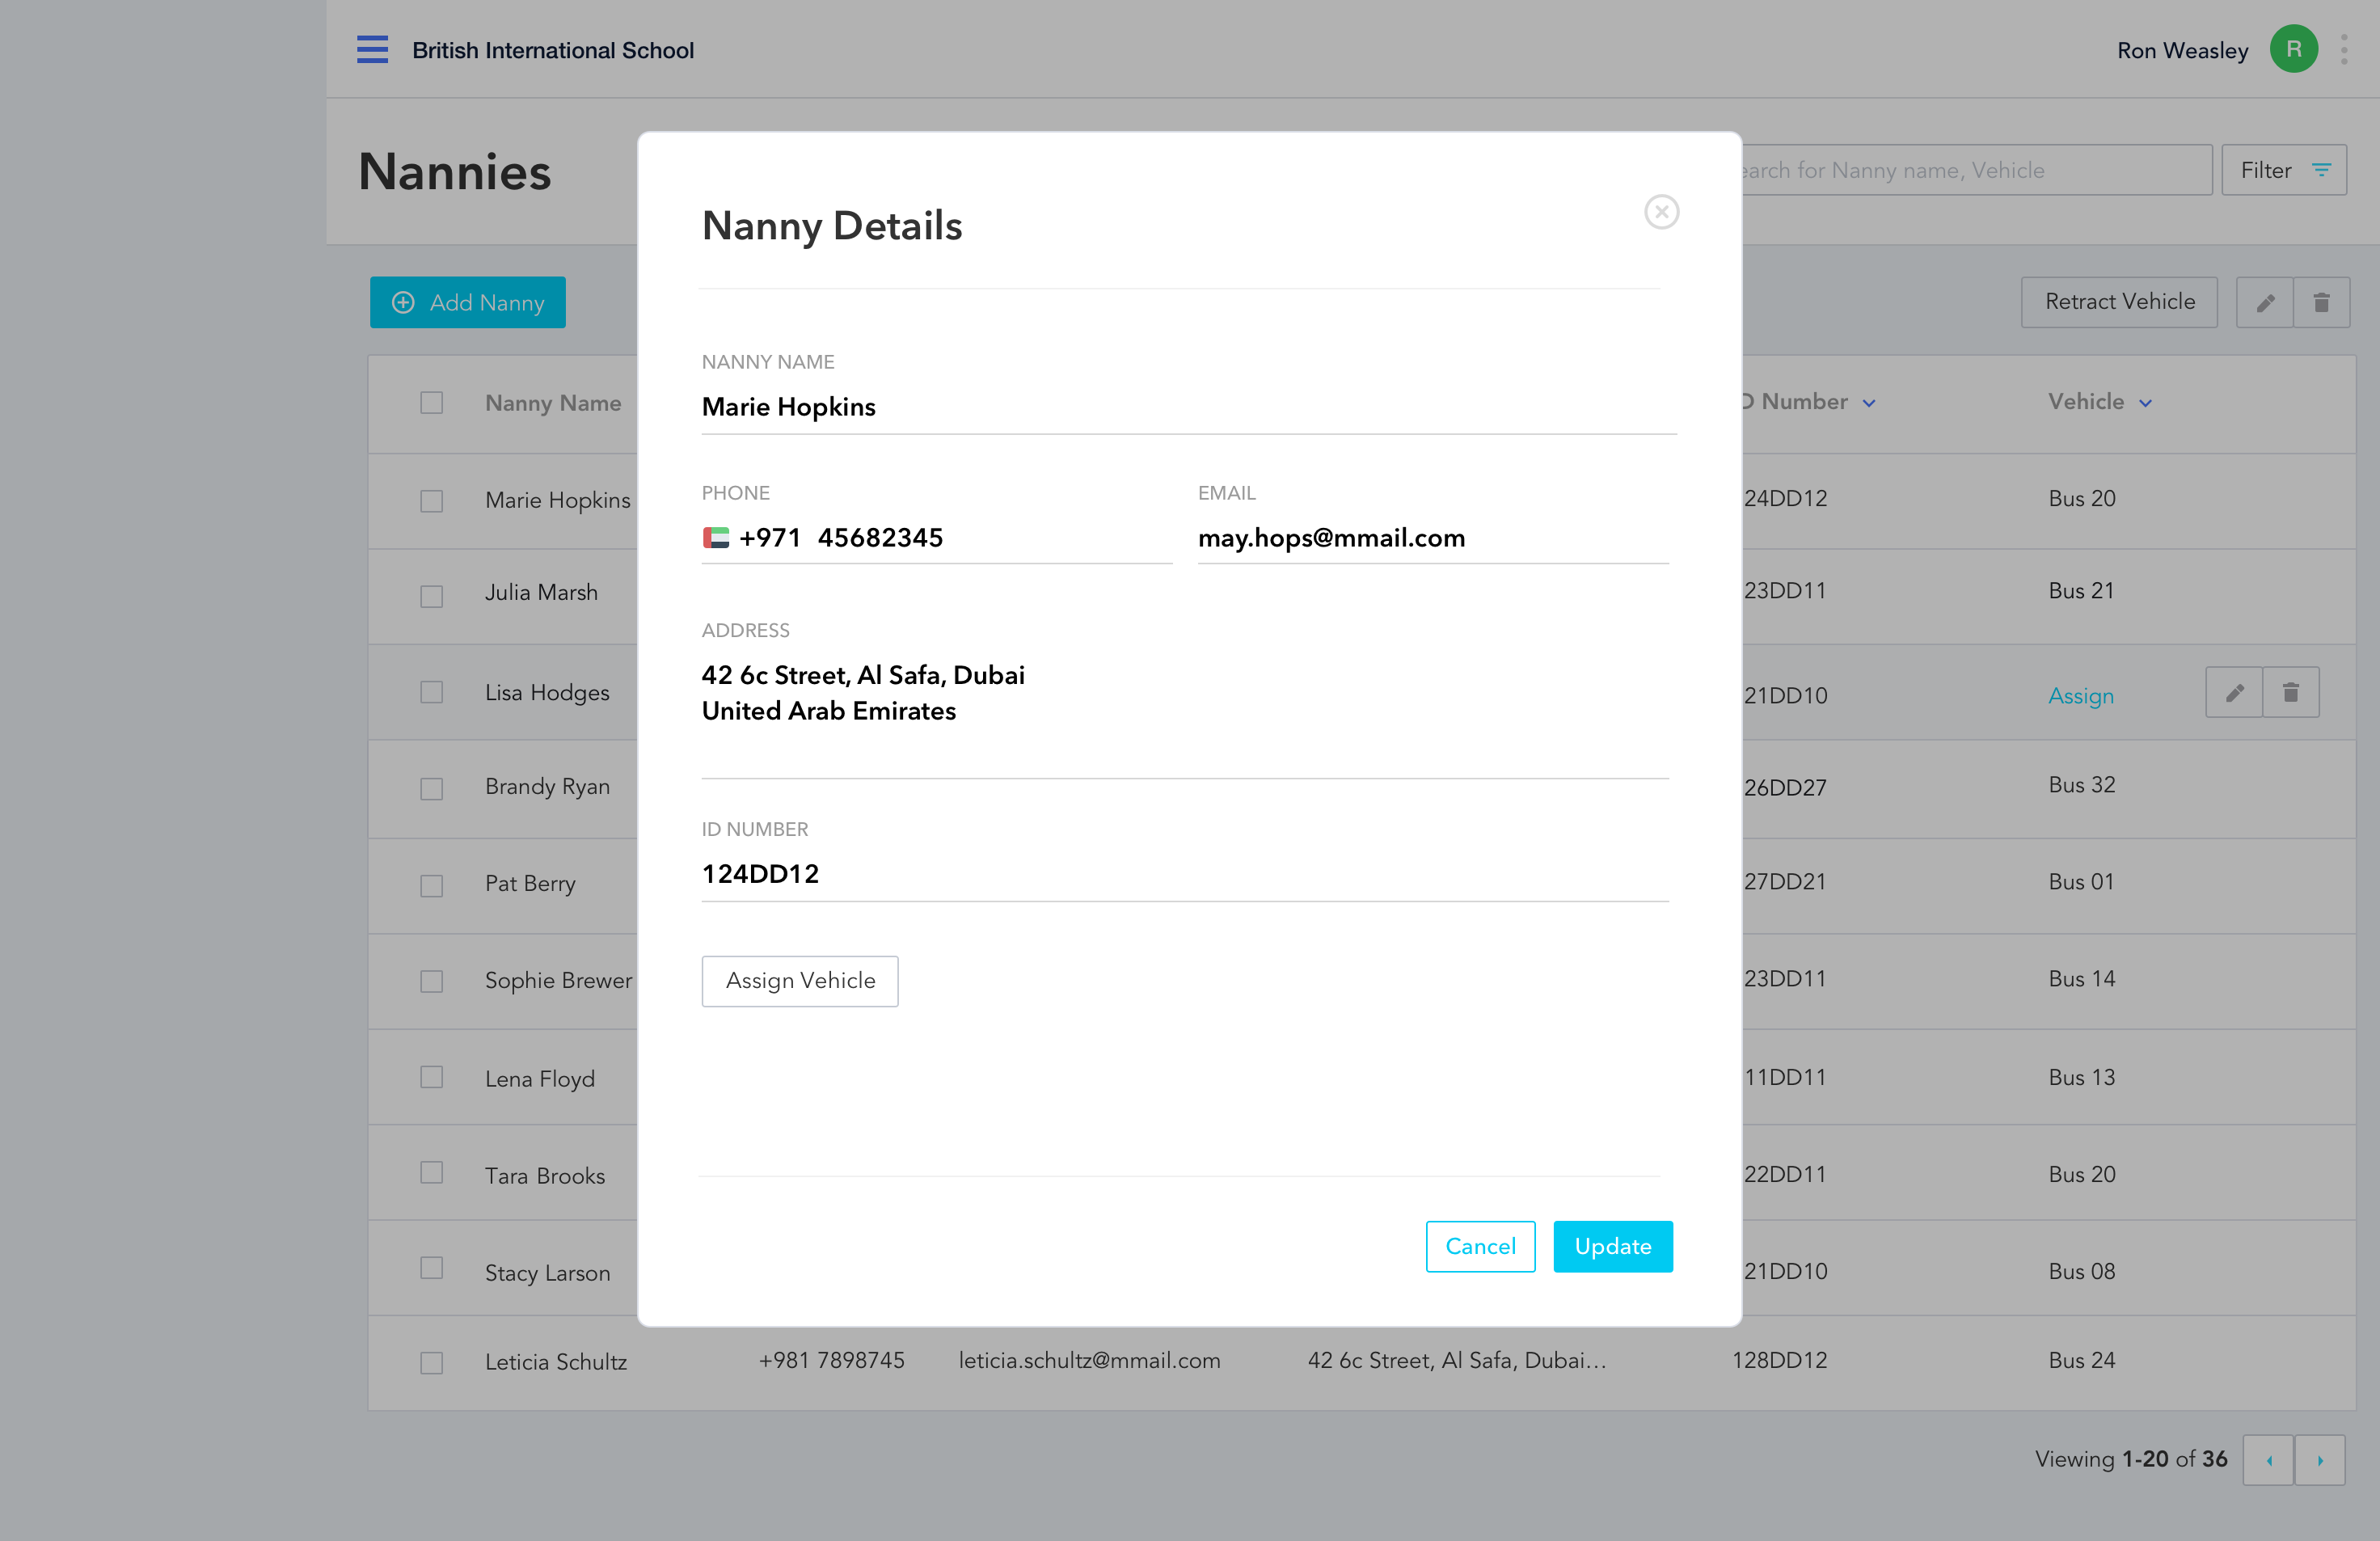 British International School
Ron Weasley
R
Nannies
earch for Nanny name, Vehicle
Filter
Nanny Details
Add Nanny
Retract Vehicle
NANNY NAME
Marie Hopkins
Nanny Name
D Number
Vehicle
PHONE
EMAIL
+971 45682345
may.hops@mmail.com
Marie Hopkins
24DD12
Bus 20
Julia Marsh
23DD11
Bus 21
ADDRESS
42 6c Street, Al Safa, Dubai
United Arab Emirates
Lisa Hodges
21DD10
Assign
Brandy Ryan
26DD27
Bus 32
ID NUMBER
124DD12
Pat Berry
27DD21
Bus 01
Assign Vehicle
Sophie Brewer
23DD11
Bus 14
Lena Floyd
11DD11
Bus 13
Tara Brooks
22DD11
Bus 20
Cancel
Update
Stacy Larson
21DD10
Bus 08
Leticia Schultz
+981 7898745
leticia.schultz@mmail.com
42 6c Street, Al Safa, Dubai...
128DD12
Bus 24
Viewing 1-20 of 36